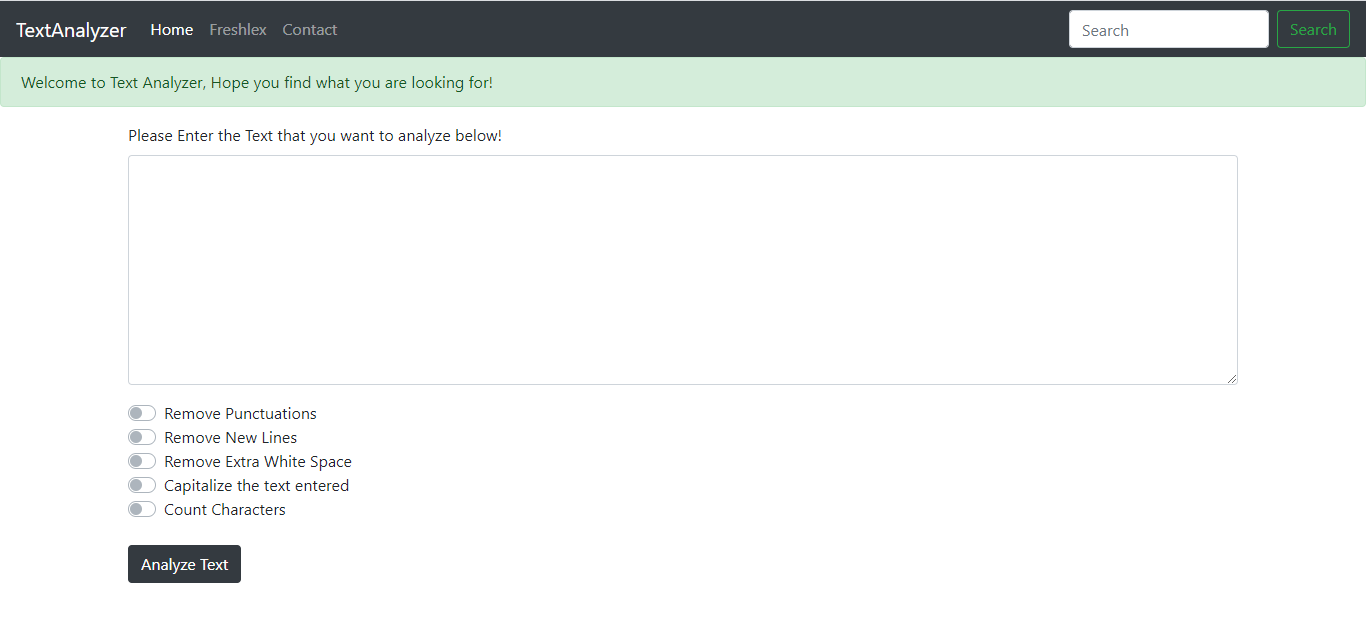 TextAnalyzer Home Freshlex Contact Search Search
Welcome to Text Analyzer, Hope you find what you are looking for!
Please Enter the Text that you want to analyze below!
Remove Punctuations
Remove New Lines
Remove Extra White Space
Capitalize the text entered
Count Characters
Analyze Text